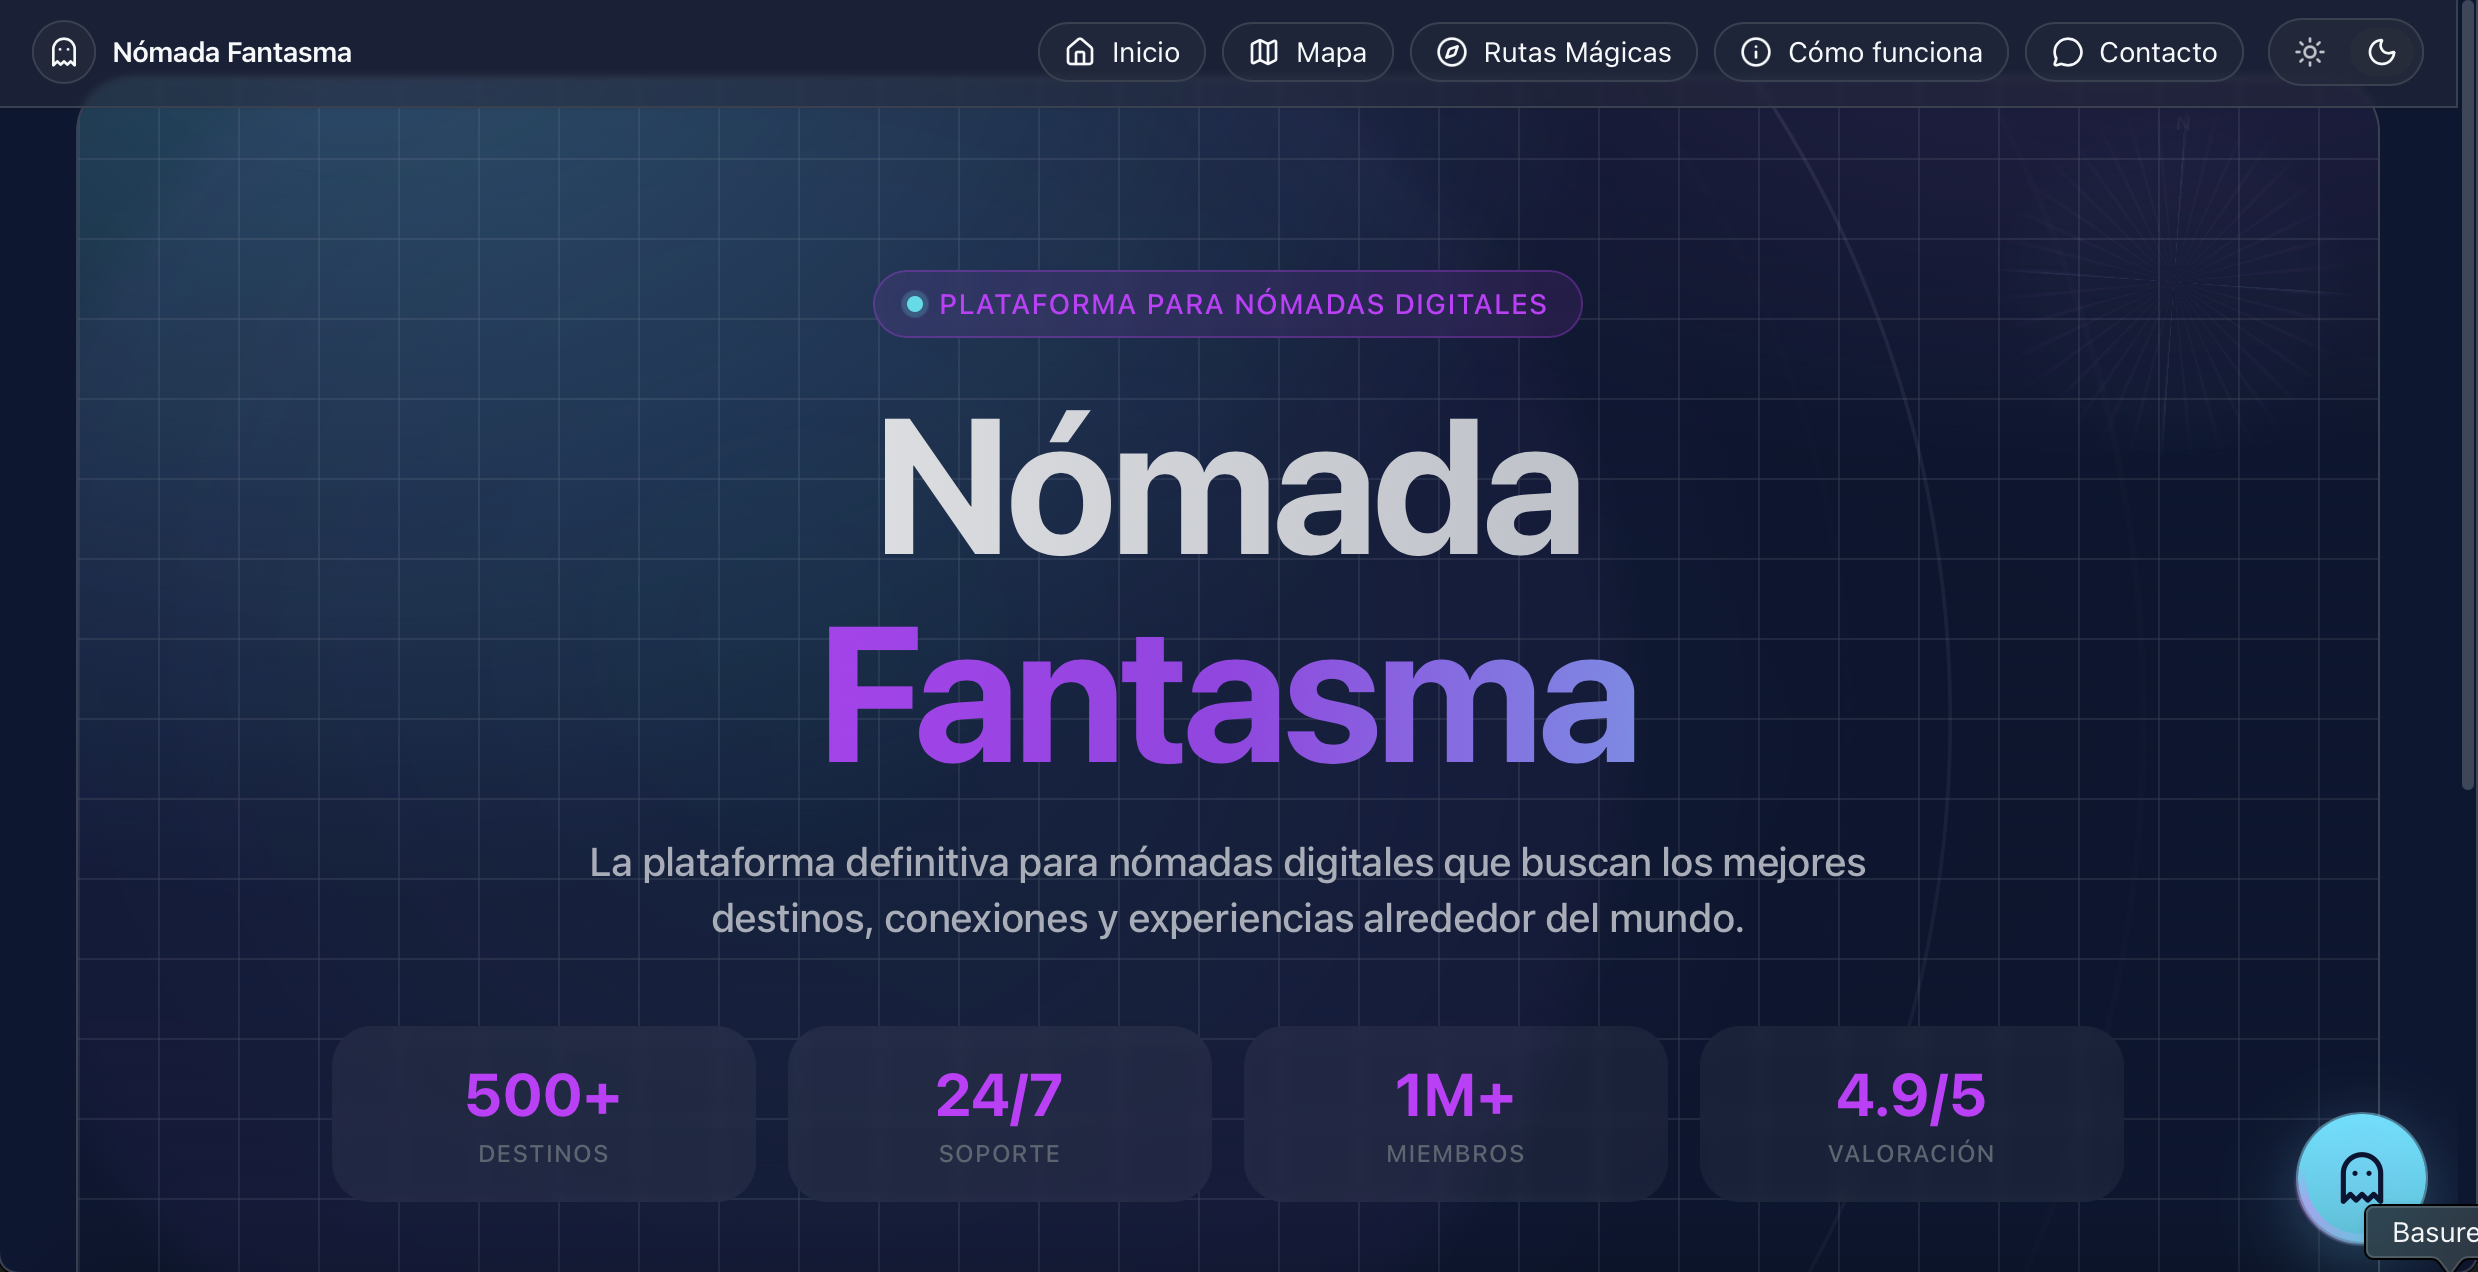 Nómada Fantasma
Inicio
Mapa
Rutas Mágicas
Cómo funciona
Contacto
N
PLATAFORMA PARA NÓMADAS DIGITALES
Nómada
Fantasma
La plataforma definitiva para nómadas digitales que buscan los mejores
destinos, conexiones y experiencias alrededor del mundo.
500+
DESTINOS
24/7
SOPORTE
1M+
MIEMBROS
4.9/5
VALORACIÓN